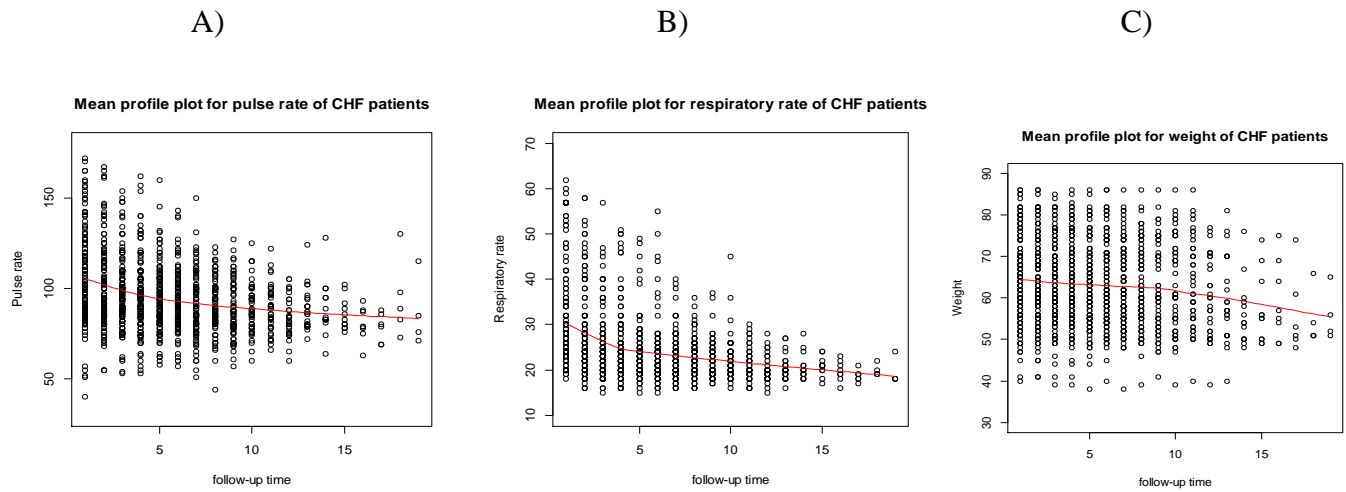 A)
B)
C)
Mean profile plot for pulse rate of CHF patients
Pulse rate
50
100
150
5
10
15
follow-up time
Mean profile plot for respiratory rate of CHF patients
Respiratory rate
10
20
30
40
50
60
70
5
10
15
follow-up time
Mean profile plot for weight of CHF patients
Weight
30
40
50
60
70
80
90
5
10
15
follow-up time